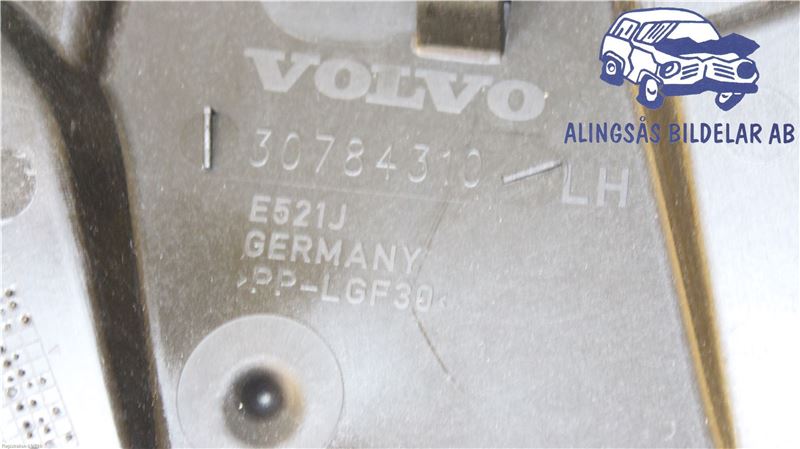 VOLVO
30784310
LH
E521J
GERMANY
>PP-LGF30<
ALINGSÅS BILDELAR AB